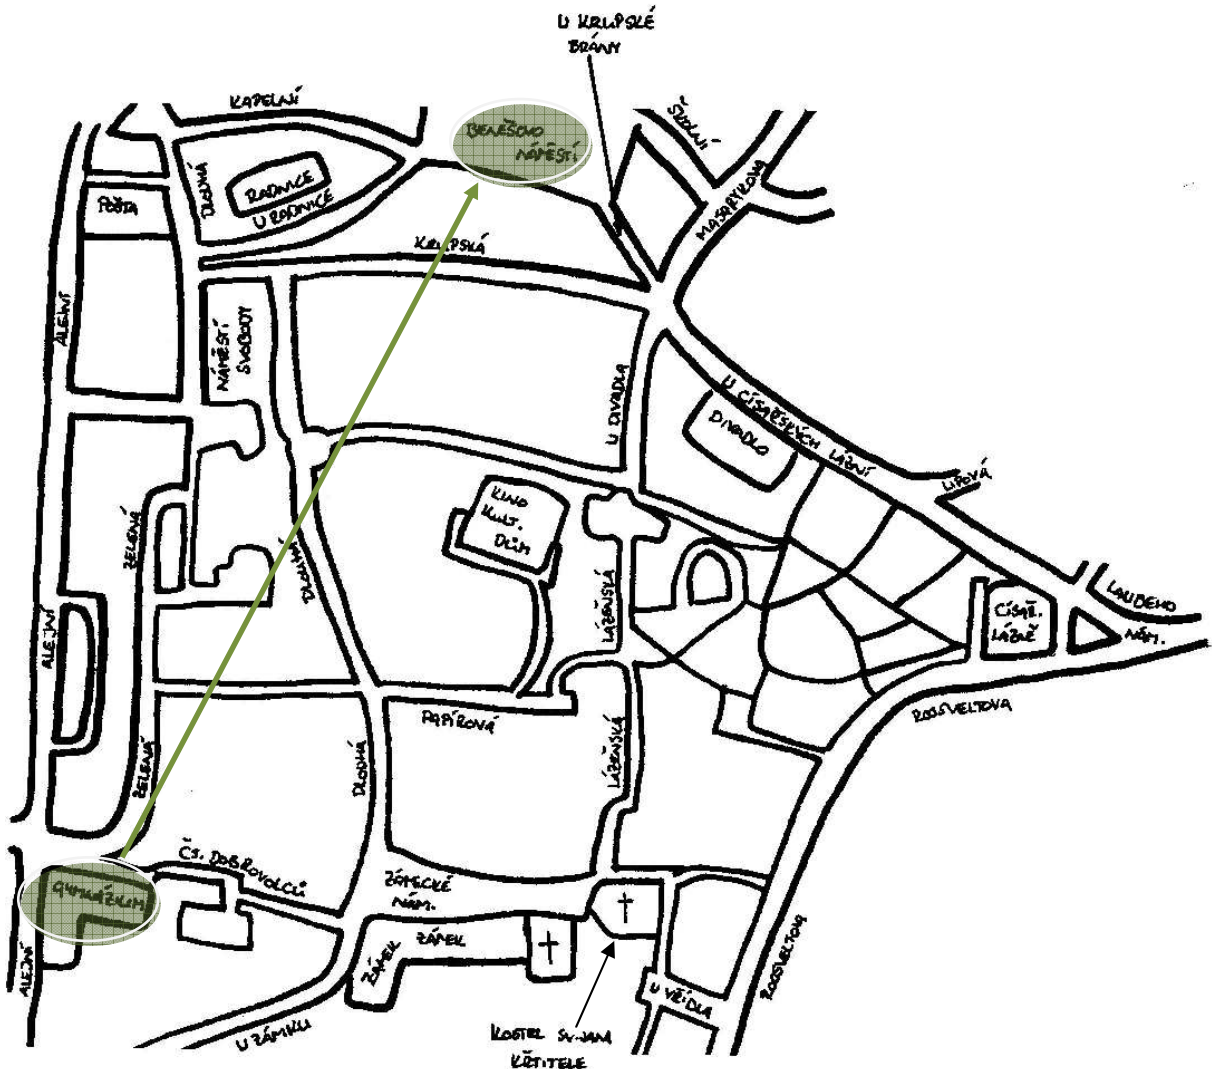 U KRUPSKÉ
BRÁNY
KAPELNÍ
ŠKOLNÍ
BENEŠOVO
NÁMĚSTÍ
DLOUHÁ
RADNICE
U RADNICE
POŠTA
MASARYKOVA
KRUPSKÁ
ALEJNÍ
NÁMĚSTÍ
SVOBODY
U DIVADLA
U CÍSAŘSKÝCH LÁZNÍ
DIVADLO
LIPOVÁ
KINO
KULT.
DŮM
ZELENÁ
DLOUHÁ
LÁZEŇSKÁ
ALEJNÍ
CÍSAŘ.
LÁZNĚ
LAUBEHO
NÁM.
PAPÍROVÁ
ROOSVELTOVA
ZELENÁ
DLOUHÁ
LÁZEŇSKÁ
ČS. DOBROVOLCŮ
GYMNÁZIUM
ZÁMECKÉ
NÁM.
ZÁMEK
ZÁMEK
ALEJNÍ
ROOSVELTOVA
U VŘÍDLA
U ZÁMKU
KOSTEL SV. JANA
KŘTITELE